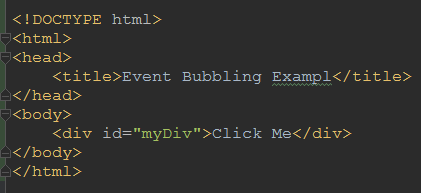 <!DOCTYPE html>
<html>
<head>
    <title>Event Bubbling Exampl</title>
</head>
<body>
    <div id="myDiv">Click Me</div>
</body>
</html>